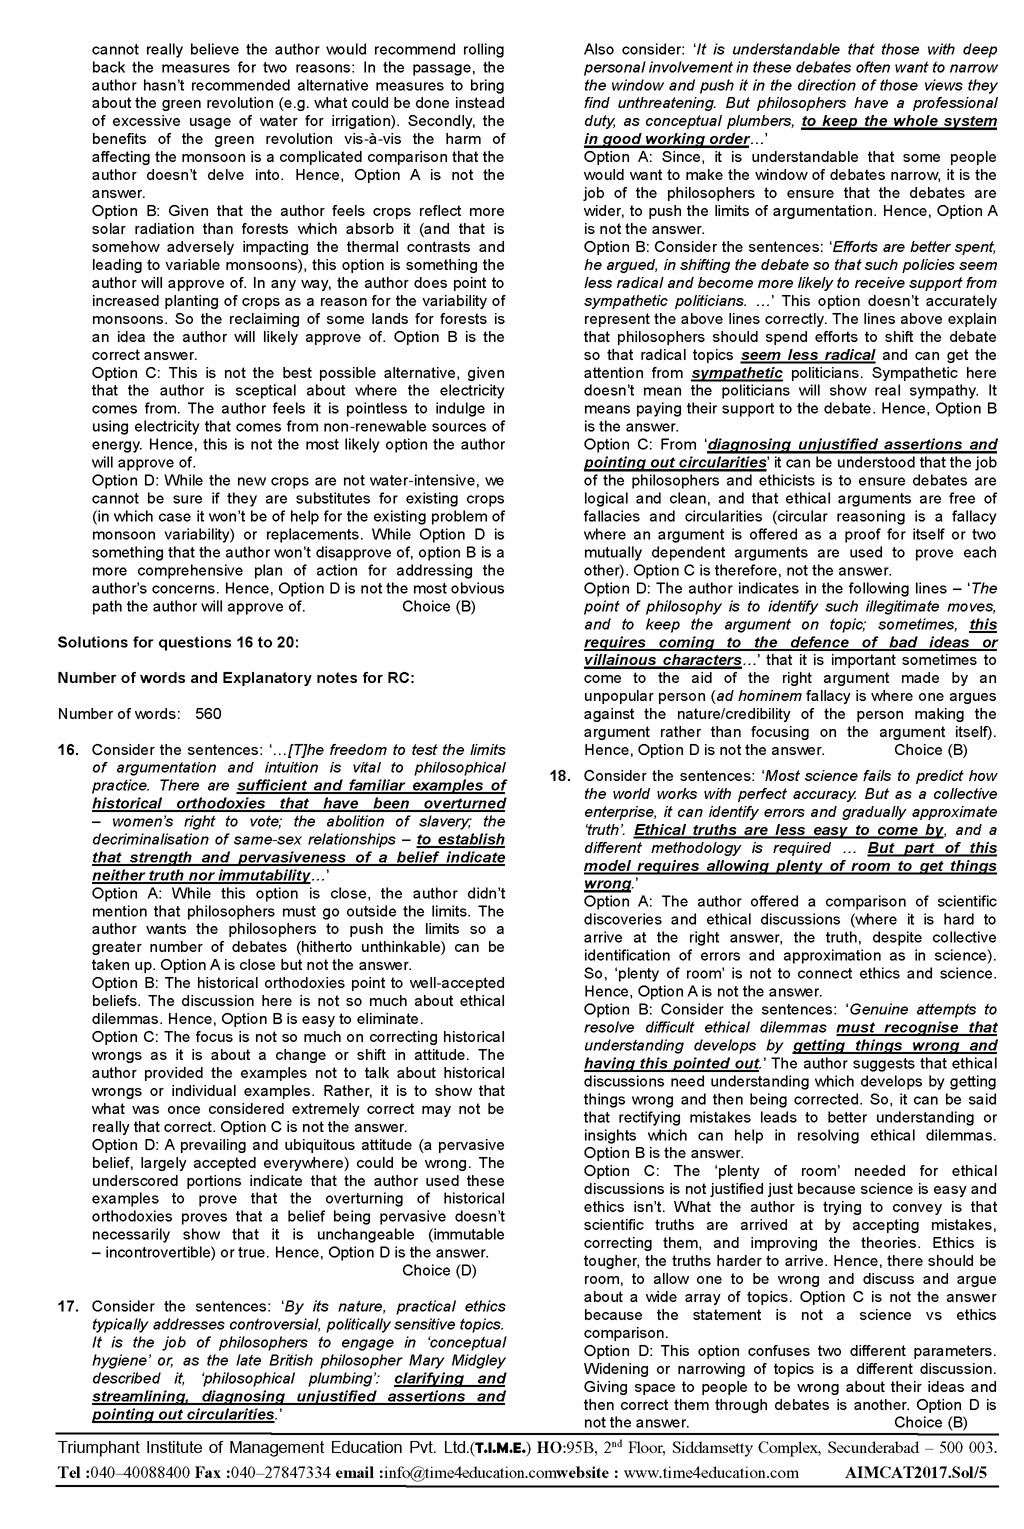 cannot really believe the author would recommend rolling
back the measures for two reasons: In the passage, the
author hasn't recommended alternative measures to bring
about the green revolution (e.g. what could be done instead
of excessive usage of water for irrigation). Secondly, the
benefits of the green revolution vis-à-vis the harm of
affecting the monsoon is a complicated comparison that the
author doesn't delve into. Hence, Option A is not the
answer.
Option B: Given that the author feels crops reflect more
solar radiation than forests which absorb it (and that is
somehow adversely impacting the thermal contrasts and
leading to variable monsoons), this option is something the
author will approve of. In any way, the author does point to
increased planting of crops as a reason for the variability of
monsoons. So the reclaiming of some lands for forests is
an idea the author will likely approve of. Option B is the
correct answer.
Option C: This is not the best possible alternative, given
that the author is sceptical about where the electricity
comes from. The author feels it is pointless to indulge in
using electricity that comes from non-renewable sources of
energy. Hence, this is not the most likely option the author
will approve of.
Option D: While the new crops are not water-intensive, we
cannot be sure if they are substitutes for existing crops
(in which case it won't be of help for the existing problem of
monsoon variability) or replacements. While Option D is
something that the author won't disapprove of, option B is a
more comprehensive plan of action for addressing the
author's concerns. Hence, Option D is not the most obvious
path the author will approve of. Choice (B)
Solutions for questions 16 to 20:
Number of words and Explanatory notes for RC:
Number of words: 560
16. Consider the sentences: '…[T]he freedom to test the limits
of argumentation and intuition is vital to philosophical
practice. There are sufficient and familiar examples of
historical orthodoxies that have been overturned
– women's right to vote; the abolition of slavery; the
decriminalisation of same-sex relationships – to establish
that strength and pervasiveness of a belief indicate
neither truth nor immutability…'
Option A: While this option is close, the author didn't
mention that philosophers must go outside the limits. The
author wants the philosophers to push the limits so a
greater number of debates (hitherto unthinkable) can be
taken up. Option A is close but not the answer.
Option B: The historical orthodoxies point to well-accepted
beliefs. The discussion here is not so much about ethical
dilemmas. Hence, Option B is easy to eliminate.
Option C: The focus is not so much on correcting historical
wrongs as it is about a change or shift in attitude. The
author provided the examples not to talk about historical
wrongs or individual examples. Rather, it is to show that
what was once considered extremely correct may not be
really that correct. Option C is not the answer.
Option D: A prevailing and ubiquitous attitude (a pervasive
belief, largely accepted everywhere) could be wrong. The
underscored portions indicate that the author used these
examples to prove that the overturning of historical
orthodoxies proves that a belief being pervasive doesn't
necessarily show that it is unchangeable (immutable
– incontrovertible) or true. Hence, Option D is the answer.
Choice (D)
17. Consider the sentences: 'By its nature, practical ethics
typically addresses controversial, politically sensitive topics.
It is the job of philosophers to engage in 'conceptual
hygiene' or, as the late British philosopher Mary Midgley
described it, 'philosophical plumbing': clarifying and
streamlining, diagnosing unjustified assertions and
pointing out circularities.'
Also consider: 'It is understandable that those with deep
personal involvement in these debates often want to narrow
the window and push it in the direction of those views they
find unthreatening. But philosophers have a professional
duty, as conceptual plumbers, to keep the whole system
in good working order…'
Option A: Since, it is understandable that some people
would want to make the window of debates narrow, it is the
job of the philosophers to ensure that the debates are
wider, to push the limits of argumentation. Hence, Option A
is not the answer.
Option B: Consider the sentences: 'Efforts are better spent,
he argued, in shifting the debate so that such policies seem
less radical and become more likely to receive support from
sympathetic politicians. …' This option doesn't accurately
represent the above lines correctly. The lines above explain
that philosophers should spend efforts to shift the debate
so that radical topics seem less radical and can get the
attention from sympathetic politicians. Sympathetic here
doesn't mean the politicians will show real sympathy. It
means paying their support to the debate. Hence, Option B
is the answer.
Option C: From 'diagnosing unjustified assertions and
pointing out circularities' it can be understood that the job
of the philosophers and ethicists is to ensure debates are
logical and clean, and that ethical arguments are free of
fallacies and circularities (circular reasoning is a fallacy
where an argument is offered as a proof for itself or two
mutually dependent arguments are used to prove each
other). Option C is therefore, not the answer.
Option D: The author indicates in the following lines – 'The
point of philosophy is to identify such illegitimate moves,
and to keep the argument on topic; sometimes, this
requires coming to the defence of bad ideas or
villainous characters…' that it is important sometimes to
come to the aid of the right argument made by an
unpopular person (ad hominem fallacy is where one argues
against the nature/credibility of the person making the
argument rather than focusing on the argument itself).
Hence, Option D is not the answer. Choice (B)
18. Consider the sentences: 'Most science fails to predict how
the world works with perfect accuracy. But as a collective
enterprise, it can identify errors and gradually approximate
'truth'. Ethical truths are less easy to come by, and a
different methodology is required … But part of this
model requires allowing plenty of room to get things
wrong.'
Option A: The author offered a comparison of scientific
discoveries and ethical discussions (where it is hard to
arrive at the right answer, the truth, despite collective
identification of errors and approximation as in science).
So, 'plenty of room' is not to connect ethics and science.
Hence, Option A is not the answer.
Option B: Consider the sentences: 'Genuine attempts to
resolve difficult ethical dilemmas must recognise that
understanding develops by getting things wrong and
having this pointed out.' The author suggests that ethical
discussions need understanding which develops by getting
things wrong and then being corrected. So, it can be said
that rectifying mistakes leads to better understanding or
insights which can help in resolving ethical dilemmas.
Option B is the answer.
Option C: The 'plenty of room' needed for ethical
discussions is not justified just because science is easy and
ethics isn't. What the author is trying to convey is that
scientific truths are arrived at by accepting mistakes,
correcting them, and improving the theories. Ethics is
tougher, the truths harder to arrive. Hence, there should be
room, to allow one to be wrong and discuss and argue
about a wide array of topics. Option C is not the answer
because the statement is not a science vs ethics
comparison.
Option D: This option confuses two different parameters.
Widening or narrowing of topics is a different discussion.
Giving space to people to be wrong about their ideas and
then correct them through debates is another. Option D is
not the answer. Choice (B)
Triumphant Institute of Management Education Pvt. Ltd.(T.I.M.E.) HO:95B, 2nd Floor, Siddamsetty Complex, Secunderabad – 500 003.
Tel :040–40088400 Fax :040–27847334 email :info@time4education.comwebsite : www.time4education.com AIMCAT2017.Sol/5